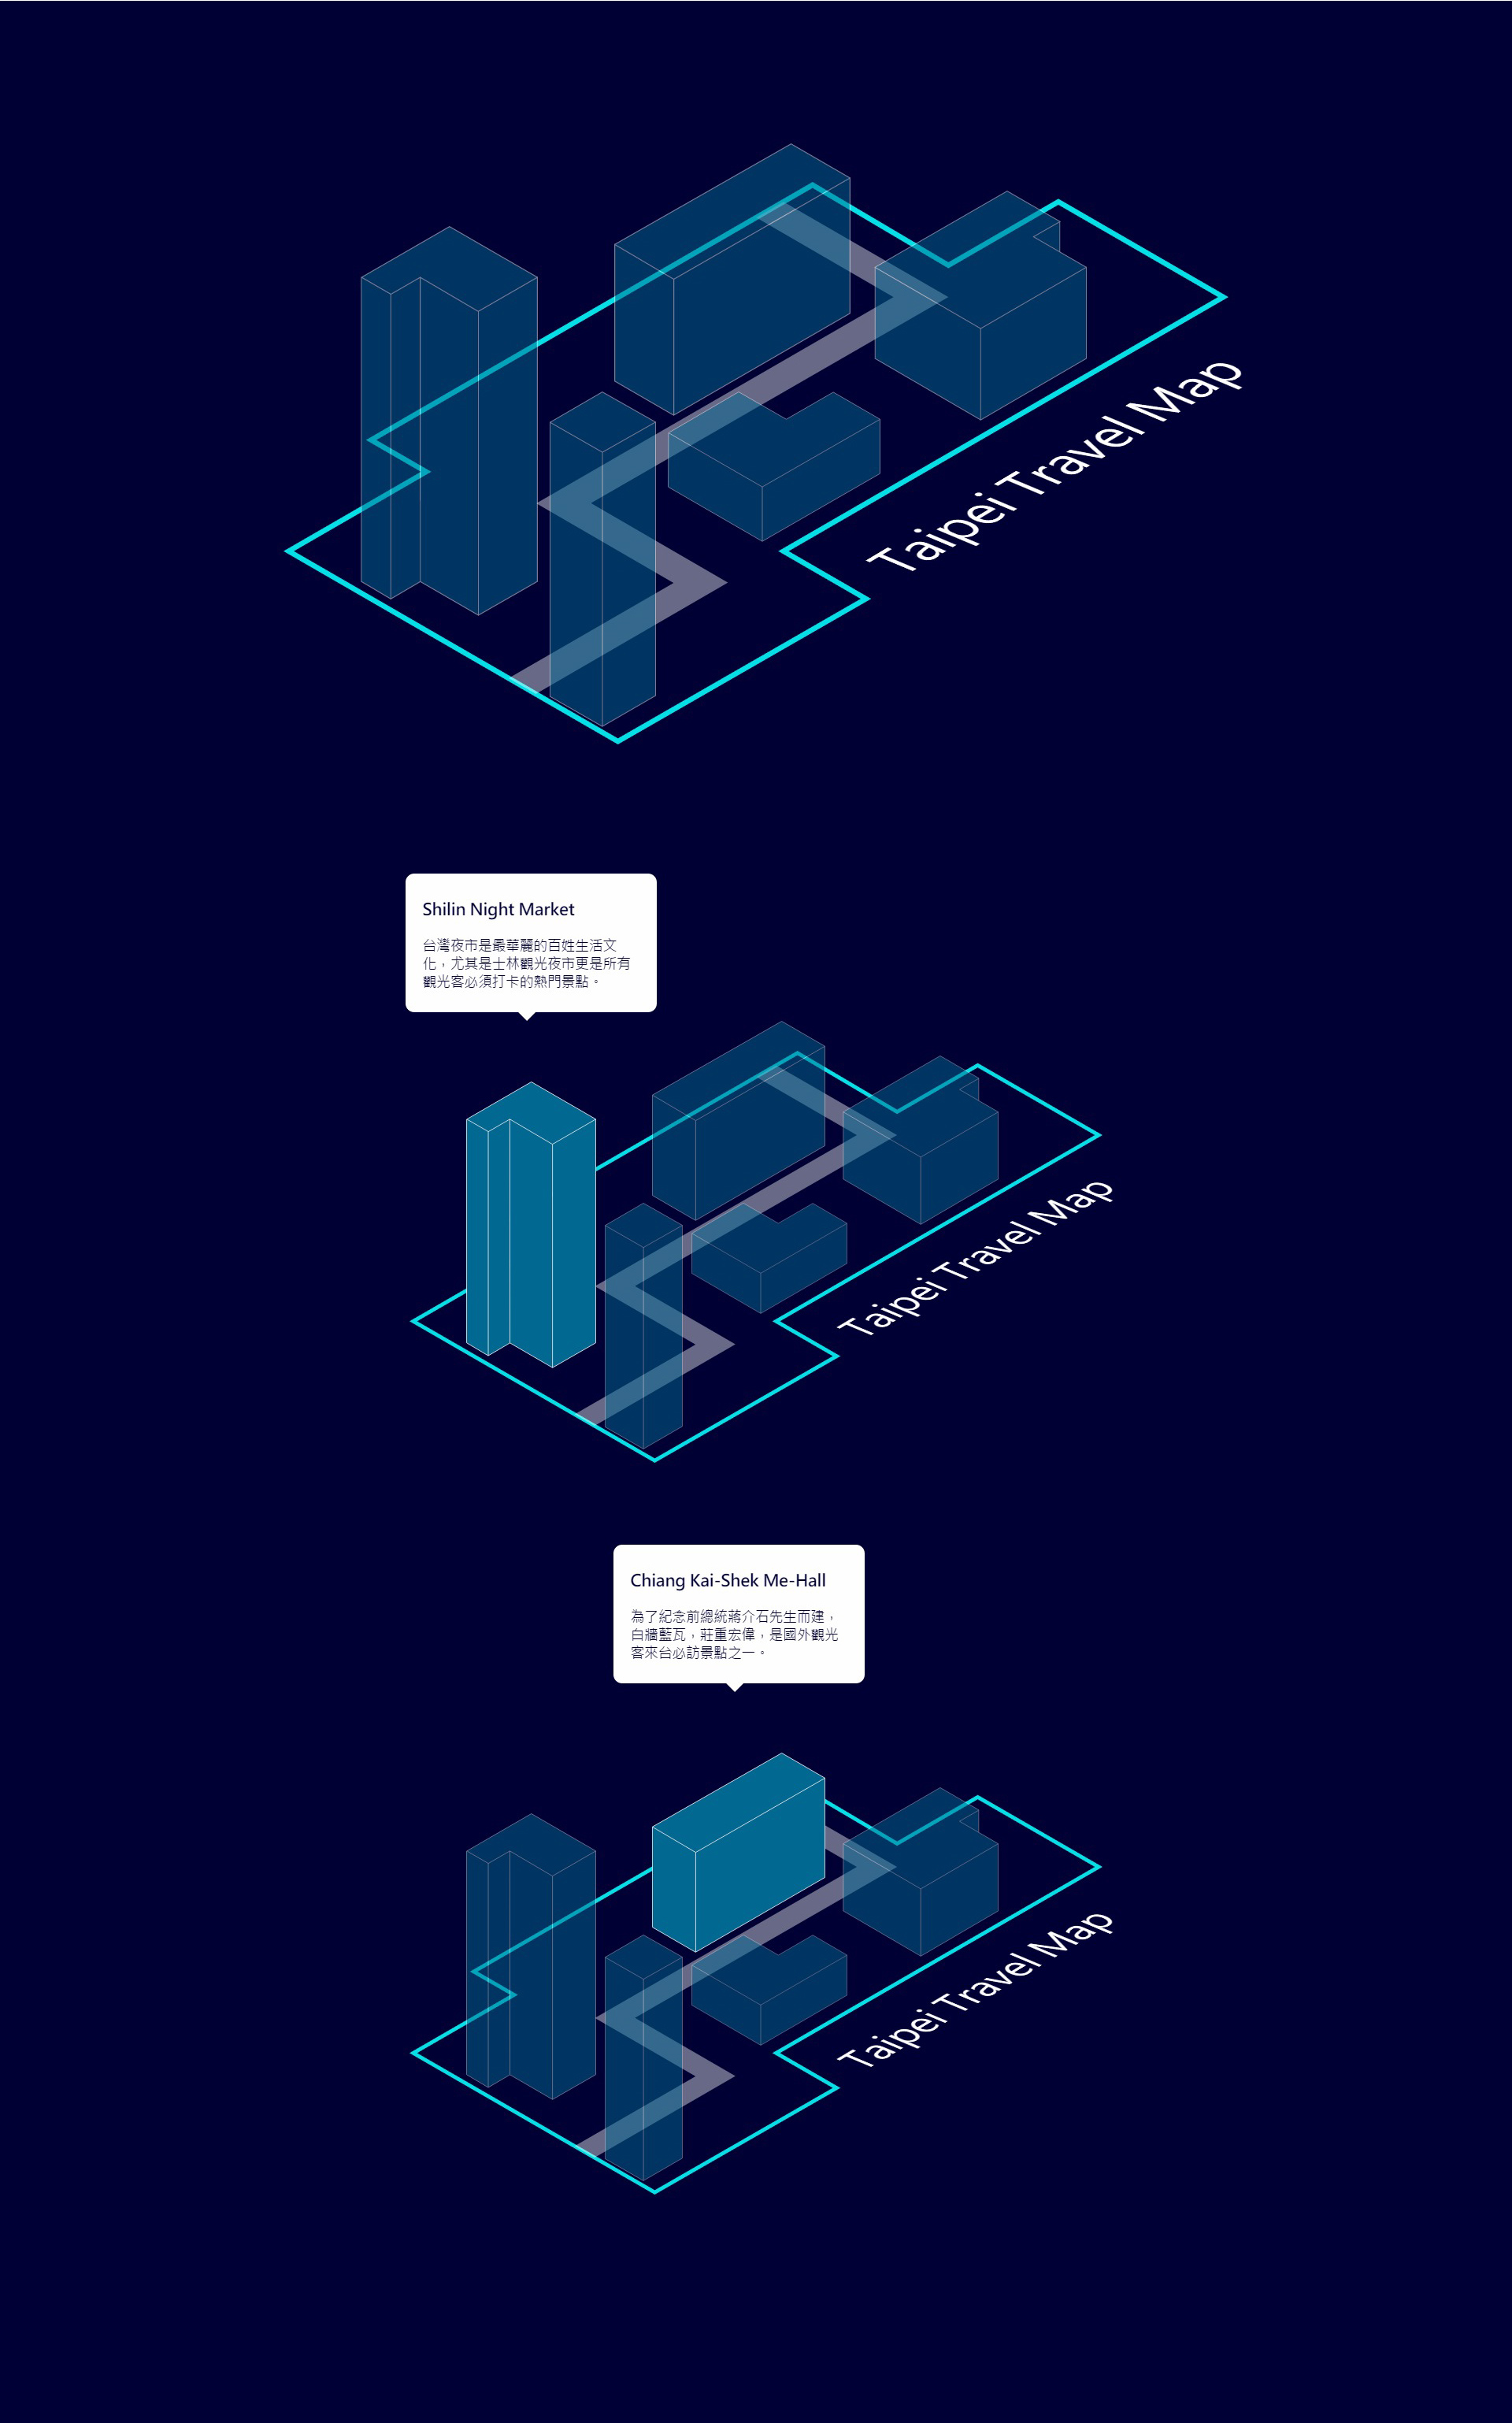 Taipei Travel Map
Shilin Night Market
台灣夜市是最華麗的百姓生活文
化，尤其是士林觀光夜市更是所有
觀光客必須打卡的熱門景點。
Taipei Travel Map
Chiang Kai-Shek Me-Hall
為了紀念前總統蔣介石先生而建，
白牆藍瓦，莊重宏偉，是國外觀光
客來台必訪景點之一。
Taipei Travel Map